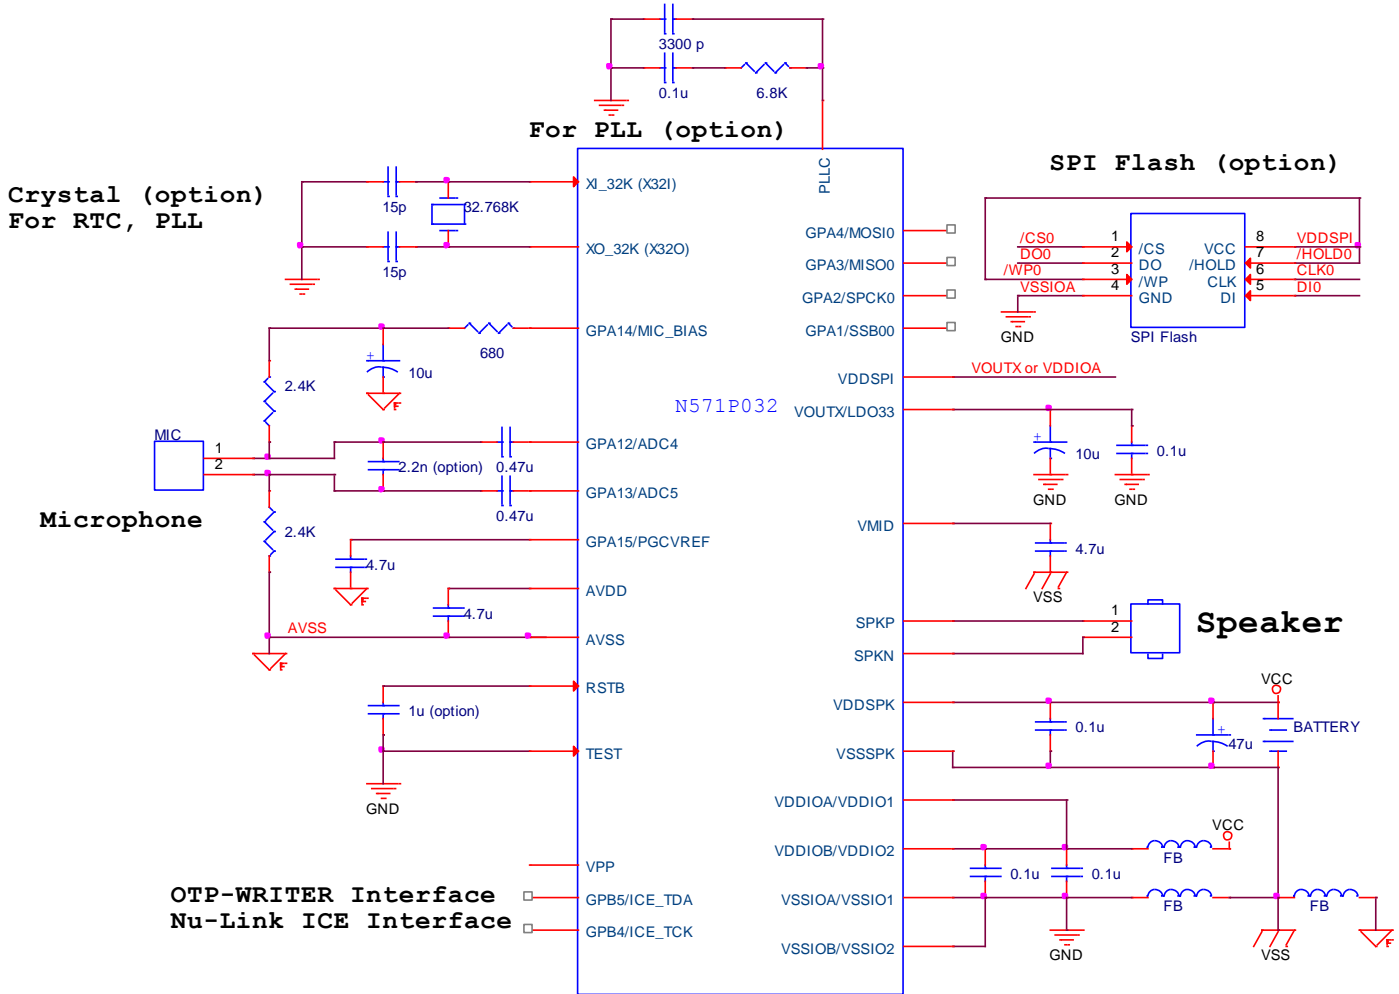 3300 p
0.1u
6.8K
For PLL (option)
PLLC
SPI Flash (option)
Crystal (option)
For RTC, PLL
15p
32.768K
15p
XI_32K (X32I)
XO_32K (X32O)
GPA4/MOSI0
GPA3/MISO0
GPA2/SPCK0
GPA1/SSB00
/CS0
DO0
/WP0
VSSIOA
1
2
3
4
/CS
DO
/WP
GND
VCC
/HOLD
CLK
DI
8
7
6
5
VDDSPI
/HOLD0
CLK0
DI0
GND
SPI Flash
GPA14/MIC_BIAS
680
10u
F
2.4K
VDDSPI
VOUTX or VDDIOA
N571P032
VOUTX/LDO33
10u
0.1u
GND
GND
MIC
1
2
GPA12/ADC4
2.2n (option)
0.47u
GPA13/ADC5
0.47u
Microphone
2.4K
GPA15/PGCVREF
4.7u
F
VMID
4.7u
VSS
AVDD
4.7u
AVSS
AVSS
F
SPKP
SPKN
1
2
Speaker
RSTB
1u (option)
TEST
GND
VDDSPK
VSSSPK
0.1u
+
47u
VCC
BATTERY
VDDIOA/VDDIO1
VDDIOB/VDDIO2
VCC
FB
0.1u
0.1u
VSSIOA/VSSIO1
FB
FB
VSSIOB/VSSIO2
GND
VSS
F
VPP
OTP-WRITER Interface
Nu-Link ICE Interface
GPB5/ICE_TDA
GPB4/ICE_TCK